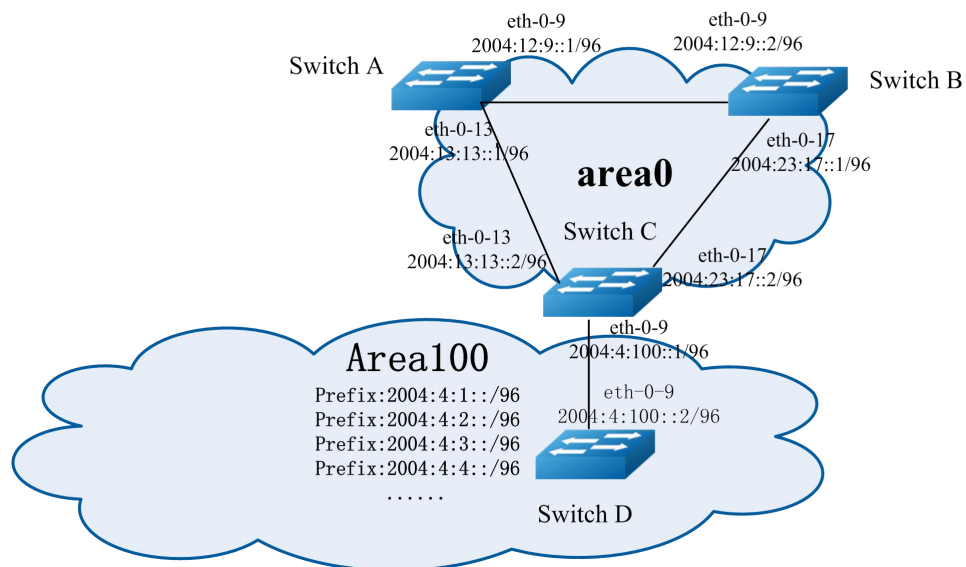 eth-0-9
2004:12:9::1/96
eth-0-9
2004:12:9::2/96
Switch A
Switch B
eth-0-13
2004:13:13::1/96
eth-0-17
2004:23:17::1/96
area0
Switch C
eth-0-13
2004:13:13::2/96
eth-0-17
2004:23:17::2/96
eth-0-9
2004:4:100::1/96
Area100
Prefix:2004:4:1::/96
Prefix:2004:4:2::/96
Prefix:2004:4:3::/96
Prefix:2004:4:4::/96
......
eth-0-9
2004:4:100::2/96
Switch D